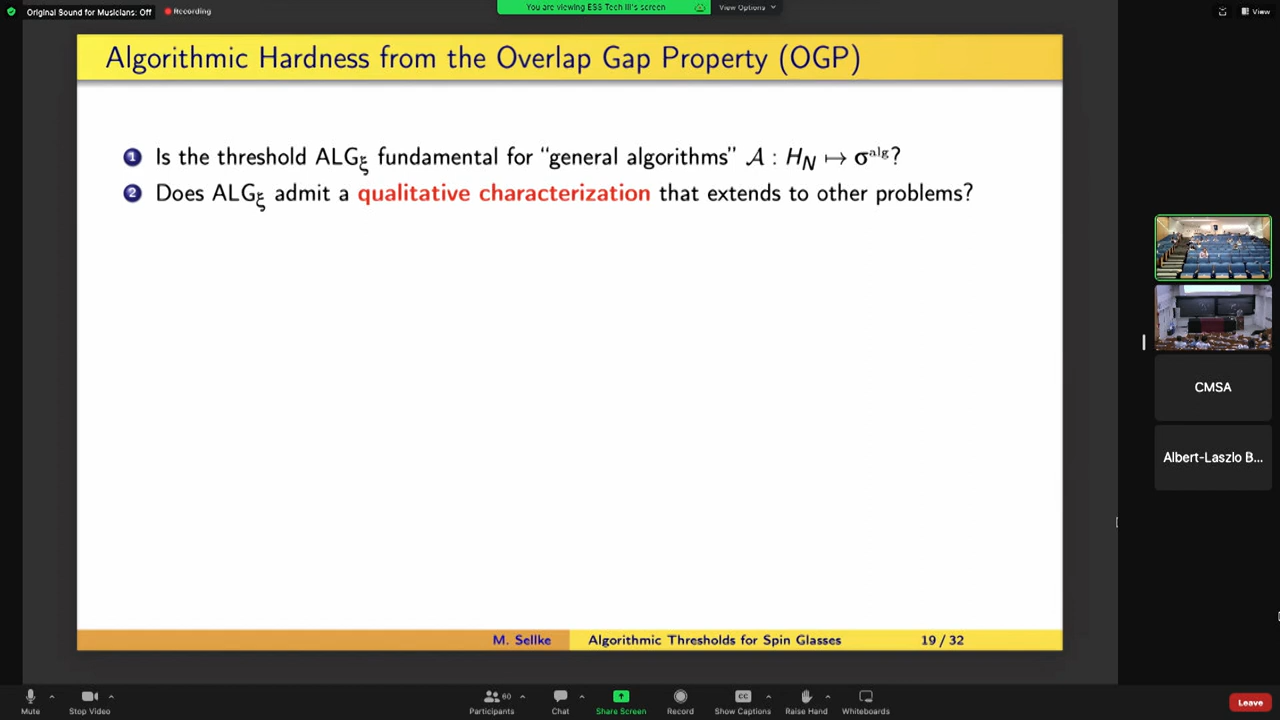 Original Sound for Musicians: Off
Recording
You are viewing ESS Tech III's screen
View Options
View
Algorithmic Hardness from the Overlap Gap Property (OGP)
1 Is the threshold ALGξ fundamental for "general algorithms" 𝒜 : H_N ↦ σ^alg?
2 Does ALGξ admit a qualitative characterization that extends to other problems?
CMSA
Albert-Laszlo B...
M. Sellke
Algorithmic Thresholds for Spin Glasses
19 / 32
60
CC
Mute
Stop Video
Participants
Chat
Share Screen
Record
Show Captions
Raise Hand
Whiteboards
Leave